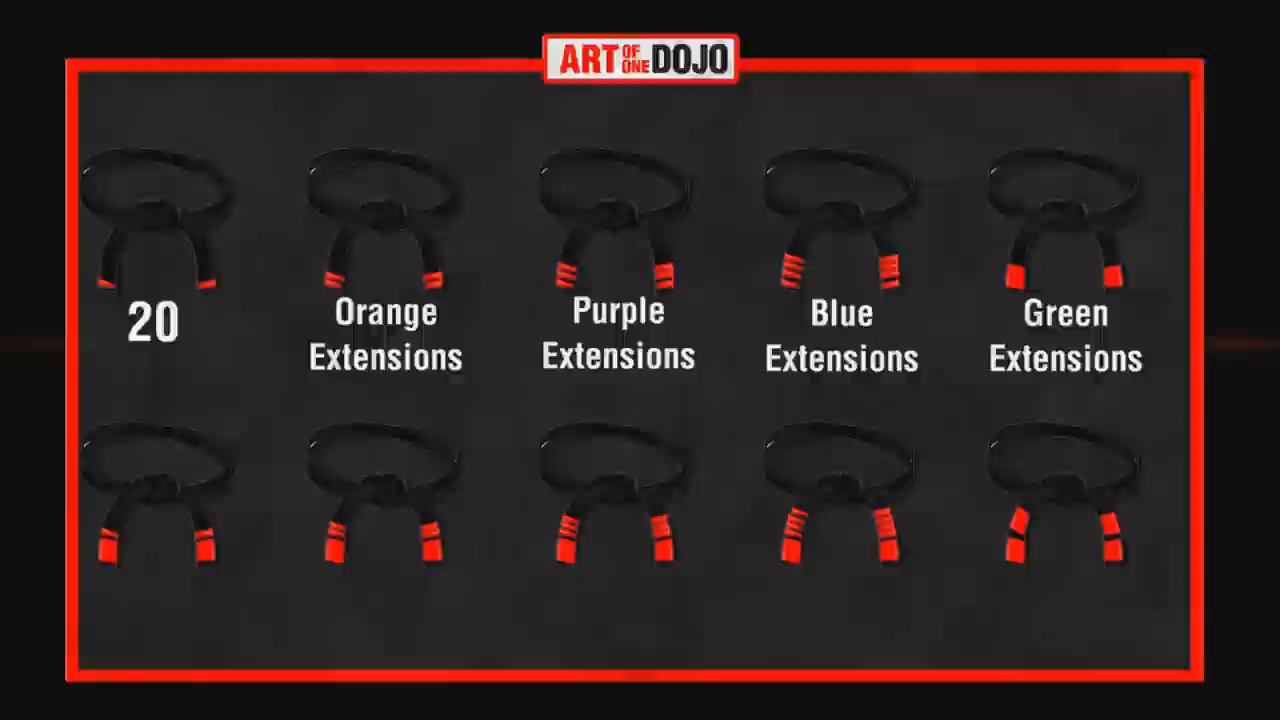 ART OF ONE DOJO
20
Orange
Extensions
Purple
Extensions
Blue
Extensions
Green
Extensions